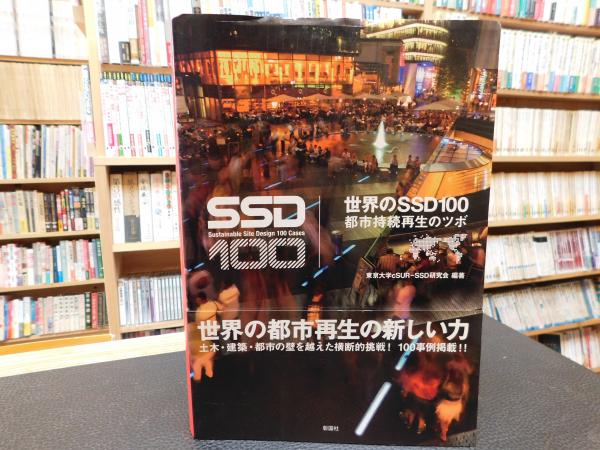 SSD
Sustainable Site Design 100 Cases
100
世界のSSD100
都市持続再生のツボ
東京大学cSUR-SSD研究会 編著
世界の都市再生の新しい力
土木・建築・都市の壁を越えた横断的挑戦! 100事例掲載!!
彰国社